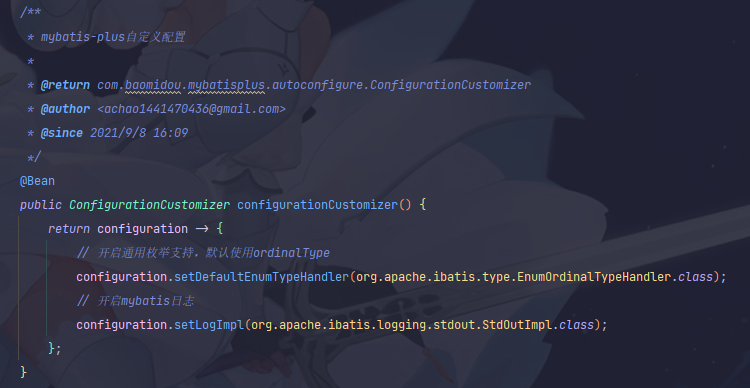 /**
 * mybatis-plus自定义配置
 *
 * @return com.baomidou.mybatisplus.autoconfigure.ConfigurationCustomizer
 * @author <achao1441470436@gmail.com>
 * @since 2021/9/8 16:09
 */
@Bean
public ConfigurationCustomizer configurationCustomizer() {
    return configuration -> {
        // 开启通用枚举支持，默认使用ordinalType
        configuration.setDefaultEnumTypeHandler(org.apache.ibatis.type.EnumOrdinalTypeHandler.class);
        // 开启mybatis日志
        configuration.setLogImpl(org.apache.ibatis.logging.stdout.StdOutImpl.class);
    };
}